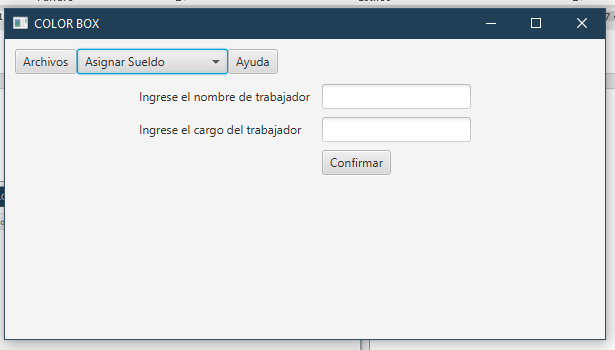 COLOR BOX
Archivos Asignar Sueldo Ayuda
Ingrese el nombre de trabajador
Ingrese el cargo del trabajador
Confirmar